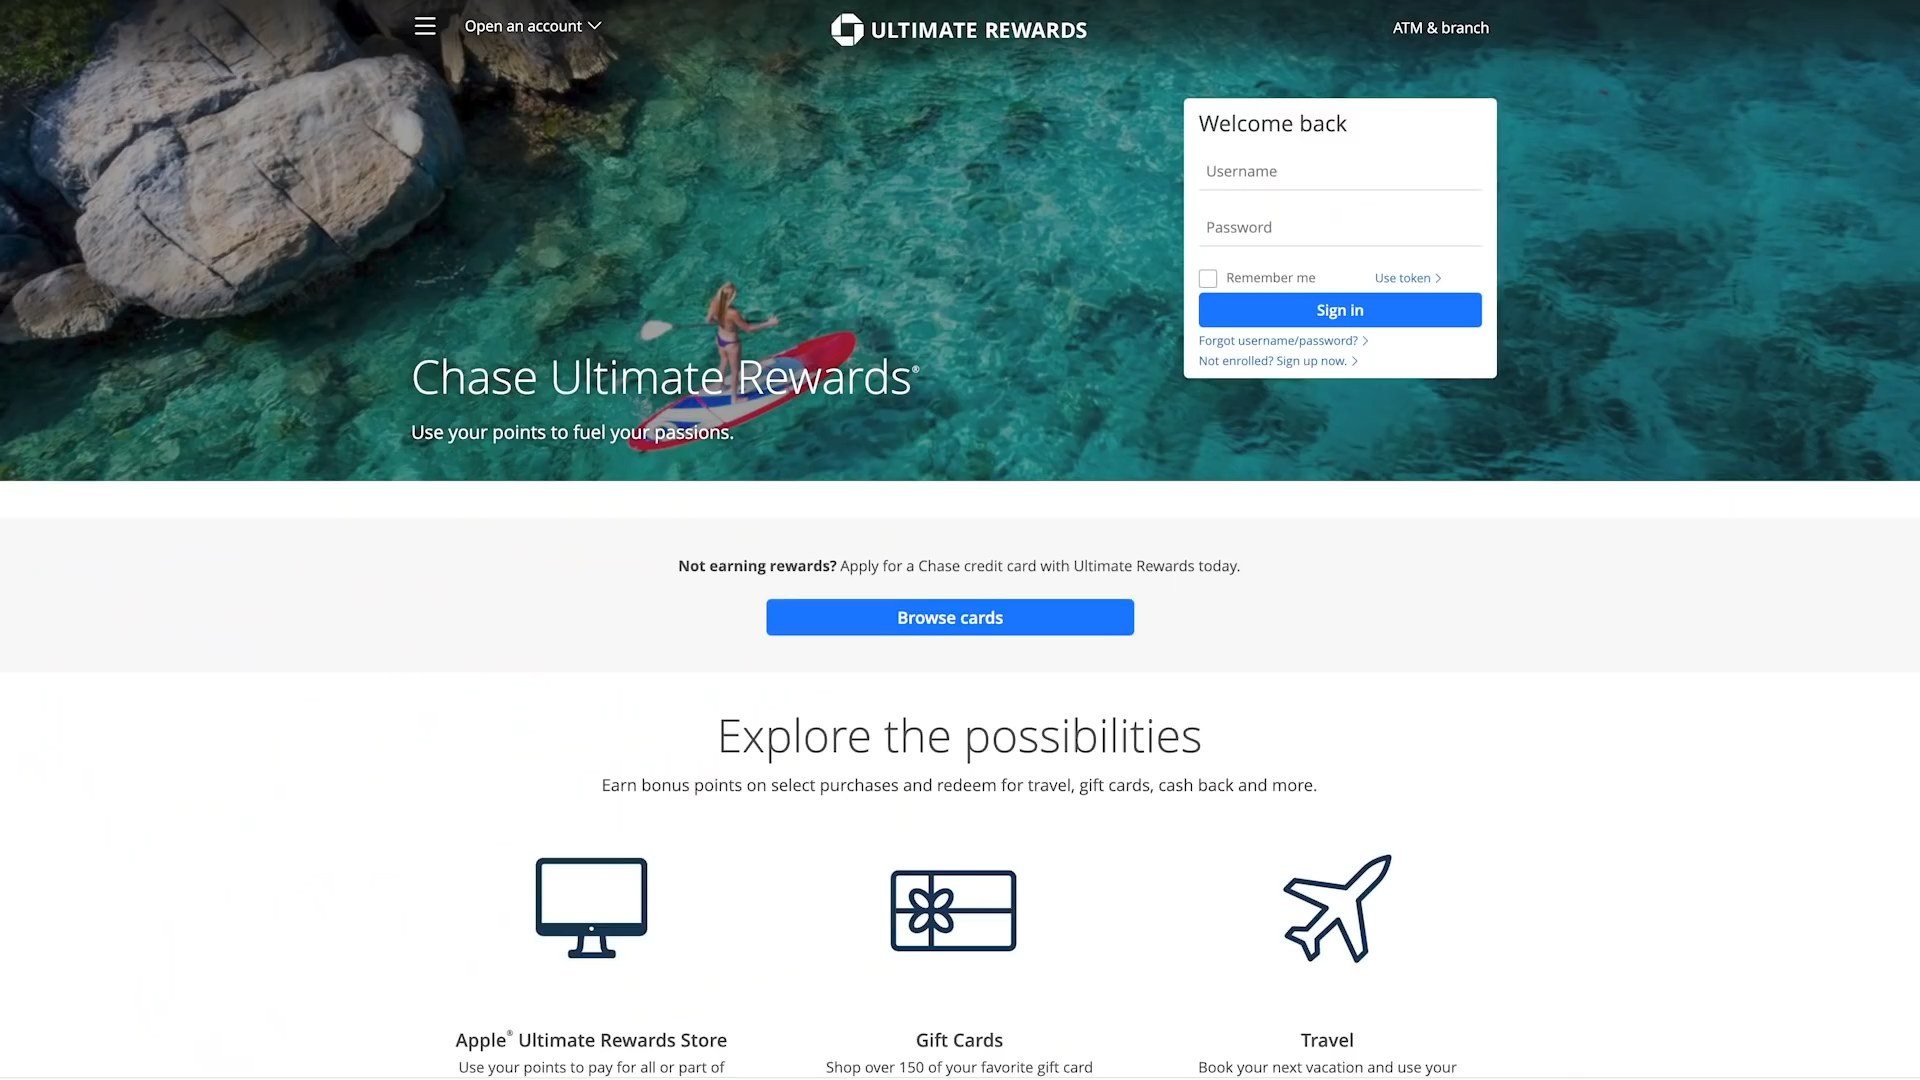 Open an account
ULTIMATE REWARDS
ATM & branch
Welcome back
Username
Password
Remember me
Use token
Sign in
Forgot username/password?
Not enrolled? Sign up now.
Chase Ultimate Rewards®
Use your points to fuel your passions.
Not earning rewards? Apply for a Chase credit card with Ultimate Rewards today.
Browse cards
Explore the possibilities
Earn bonus points on select purchases and redeem for travel, gift cards, cash back and more.
Apple® Ultimate Rewards Store
Use your points to pay for all or part of
Gift Cards
Shop over 150 of your favorite gift card
Travel
Book your next vacation and use your